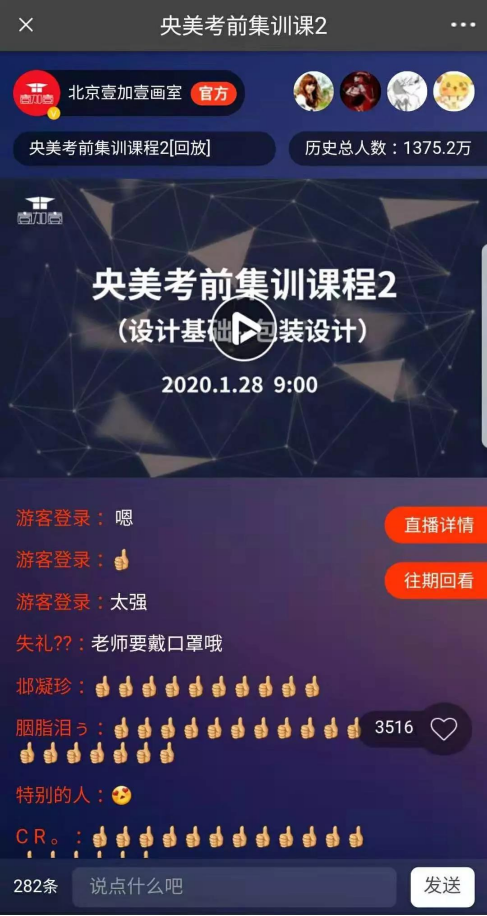 央美考前集训课2
壹加壹
北京壹加壹画室 官方
央美考前集训课程2[回放] 历史总人数：1375.2万
壹加壹
央美考前集训课程2
（设计基础 包装设计）
2020.1.28 9:00
游客登录： 嗯
直播详情
游客登录：👍
往期回看
游客登录：太强
失礼??：老师要戴口罩哦
邶凝珍：👍👍👍👍👍👍👍👍👍👍
胭脂泪ぅ：👍👍👍👍👍👍👍👍👍👍👍
3516
👍👍👍👍👍👍👍
特别的人：😍
C R 。：👍👍👍👍👍👍👍👍👍👍👍👍
282条 说点什么吧 发送